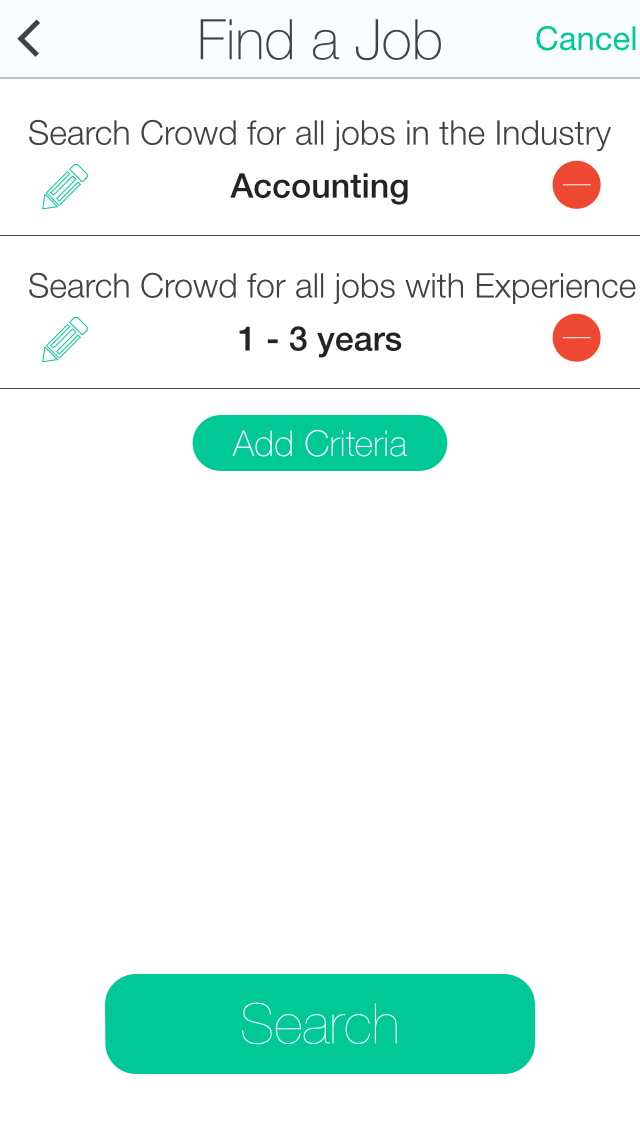 Find a Job
Cancel
Search Crowd for all jobs in the Industry
Accounting
Search Crowd for all jobs with Experience
1 - 3 years
Add Criteria
Search